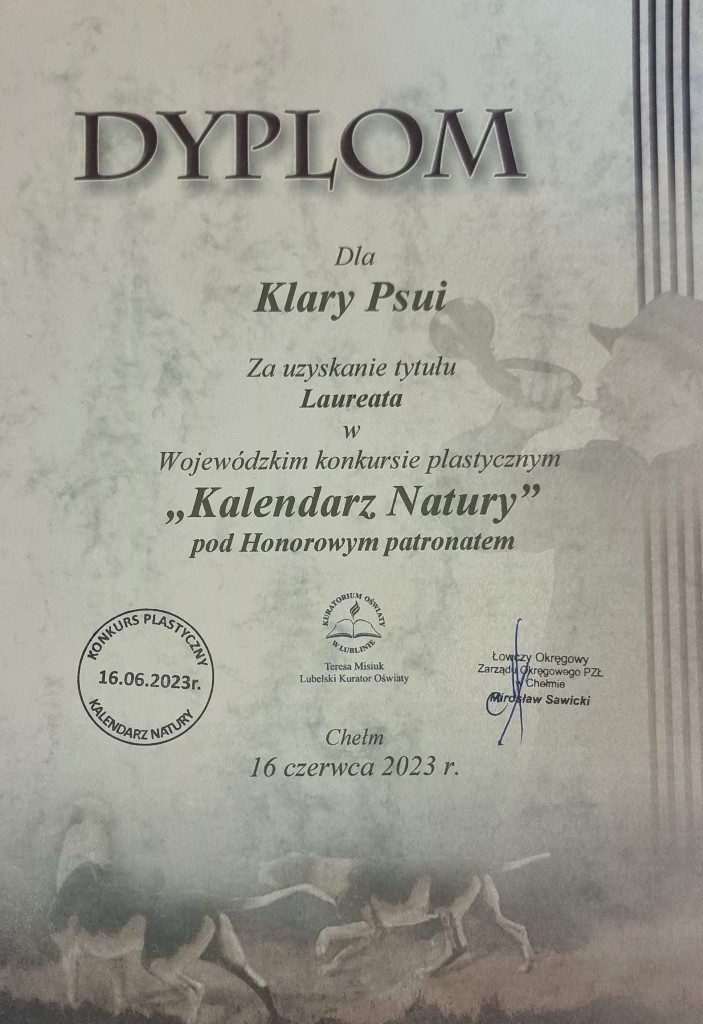 DYPLOM
Dla
Klary Psui
Za uzyskanie tytułu
Laureata
w
Wojewódzkim konkursie plastycznym
„Kalendarz Natury”
pod Honorowym patronatem
KONKURS PLASTYCZNY
16.06.2023r.
KALENDARZ NATURY
KURATORIUM OŚWIATY
W LUBLINIE
Teresa Misiuk
Lubelski Kurator Oświaty
Łowczy Okręgowy
Zarządu Okręgowego PZŁ
w Chełmie
Mirosław Sawicki
Chełm
16 czerwca 2023 r.